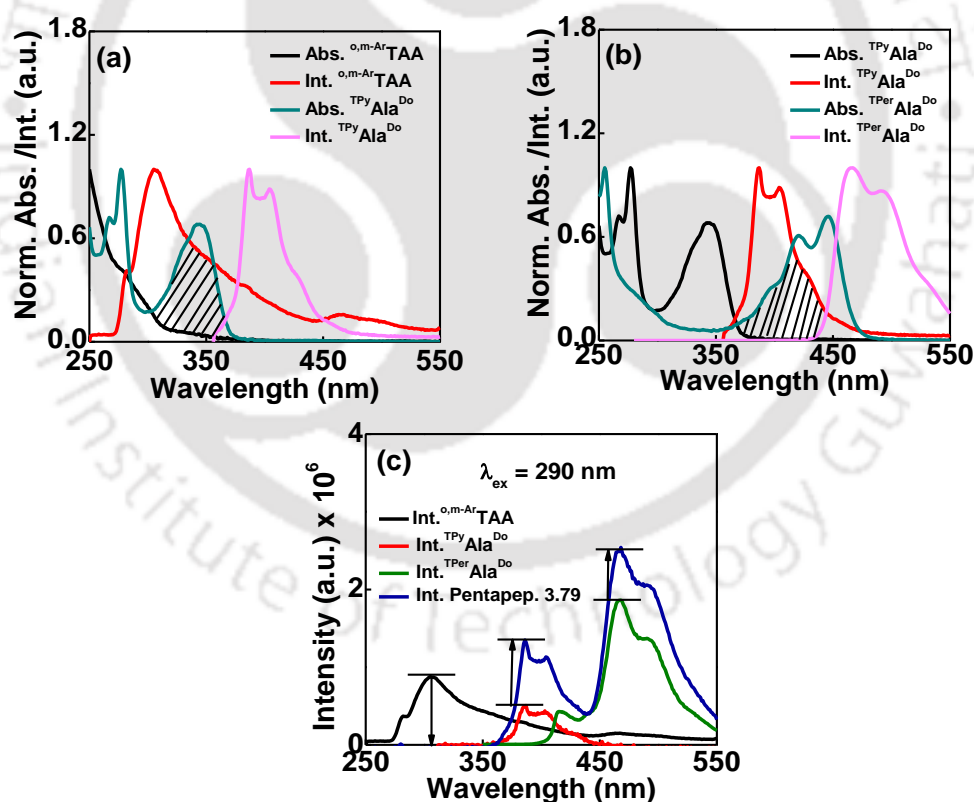 (a)
Norm. Abs. /Int. (a.u.)
1.8
1.2
0.6
0.0
Abs. o,m-ArTAA
Int. o,m-ArTAA
Abs. TPyAlaDo
Int. TPyAlaDo
250 350 450 550
Wavelength (nm)
(b)
Norm. Abs./Int. (a.u.)
1.8
1.2
0.6
0.0
Abs. TPyAlaDo
Int. TPyAlaDo
Abs. TPerAlaDo
Int. TPerAlaDo
250 350 450 550
Wavelength (nm)
(c)
Intensity (a.u.) x 10⁶
4
2
0
λex = 290 nm
Int.o,m-ArTAA
Int.TPyAlaDo
Int.TPerAlaDo
Int. Pentapep. 3.79
250 350 450 550
Wavelength (nm)
Institute of Technology Guwahati